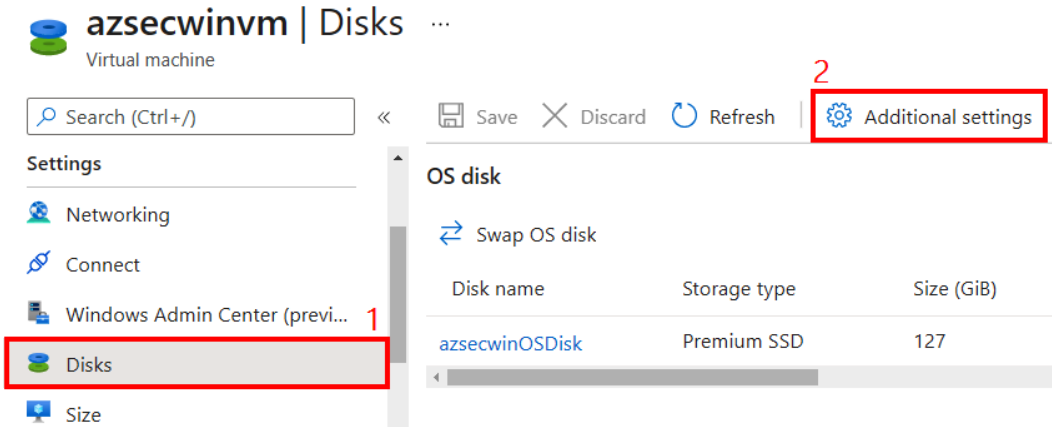 azsecwinvm | Disks ...
Virtual machine
2
Search (Ctrl+/)
«
Save
Discard
Refresh
Additional settings
Settings
OS disk
Networking
Swap OS disk
Connect
Disk name Storage type Size (GiB)
Windows Admin Center (previ...
1
azsecwinOSDisk Premium SSD 127
Disks
Size